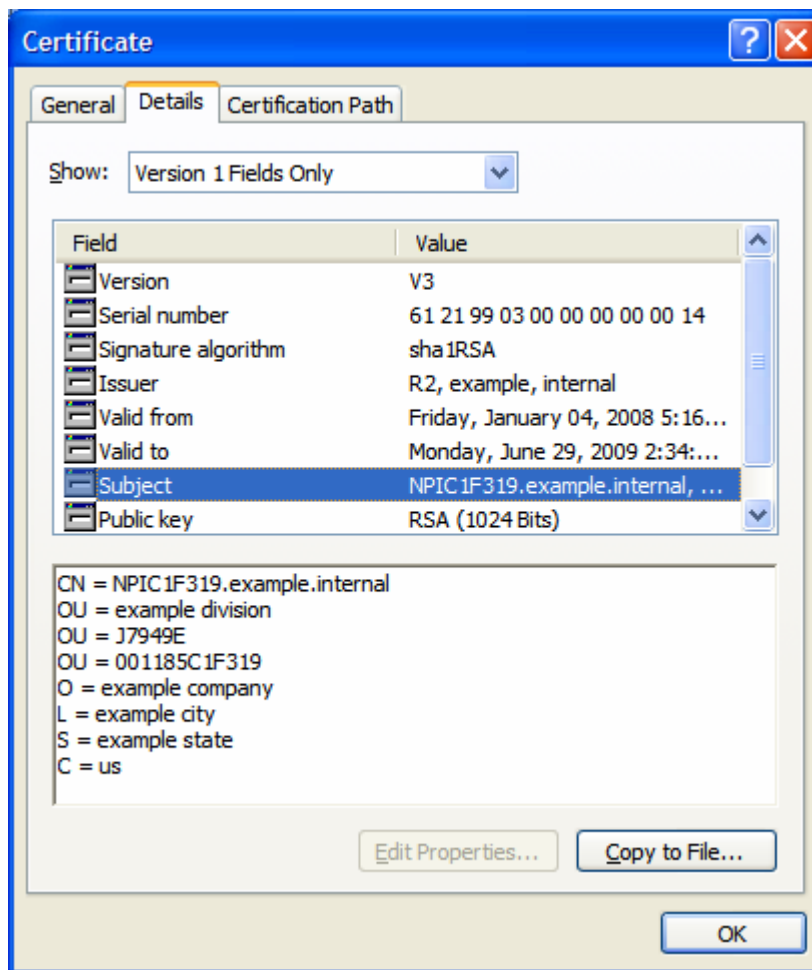 Certificate
General Details Certification Path
Show: Version 1 Fields Only
Field Value
Version V3
Serial number 61 21 99 03 00 00 00 00 00 14
Signature algorithm sha1RSA
Issuer R2, example, internal
Valid from Friday, January 04, 2008 5:16...
Valid to Monday, June 29, 2009 2:34:...
Subject NPIC1F319.example.internal, ...
Public key RSA (1024 Bits)
CN = NPIC1F319.example.internal
OU = example division
OU = J7949E
OU = 001185C1F319
O = example company
L = example city
S = example state
C = us
Edit Properties... Copy to File...
OK